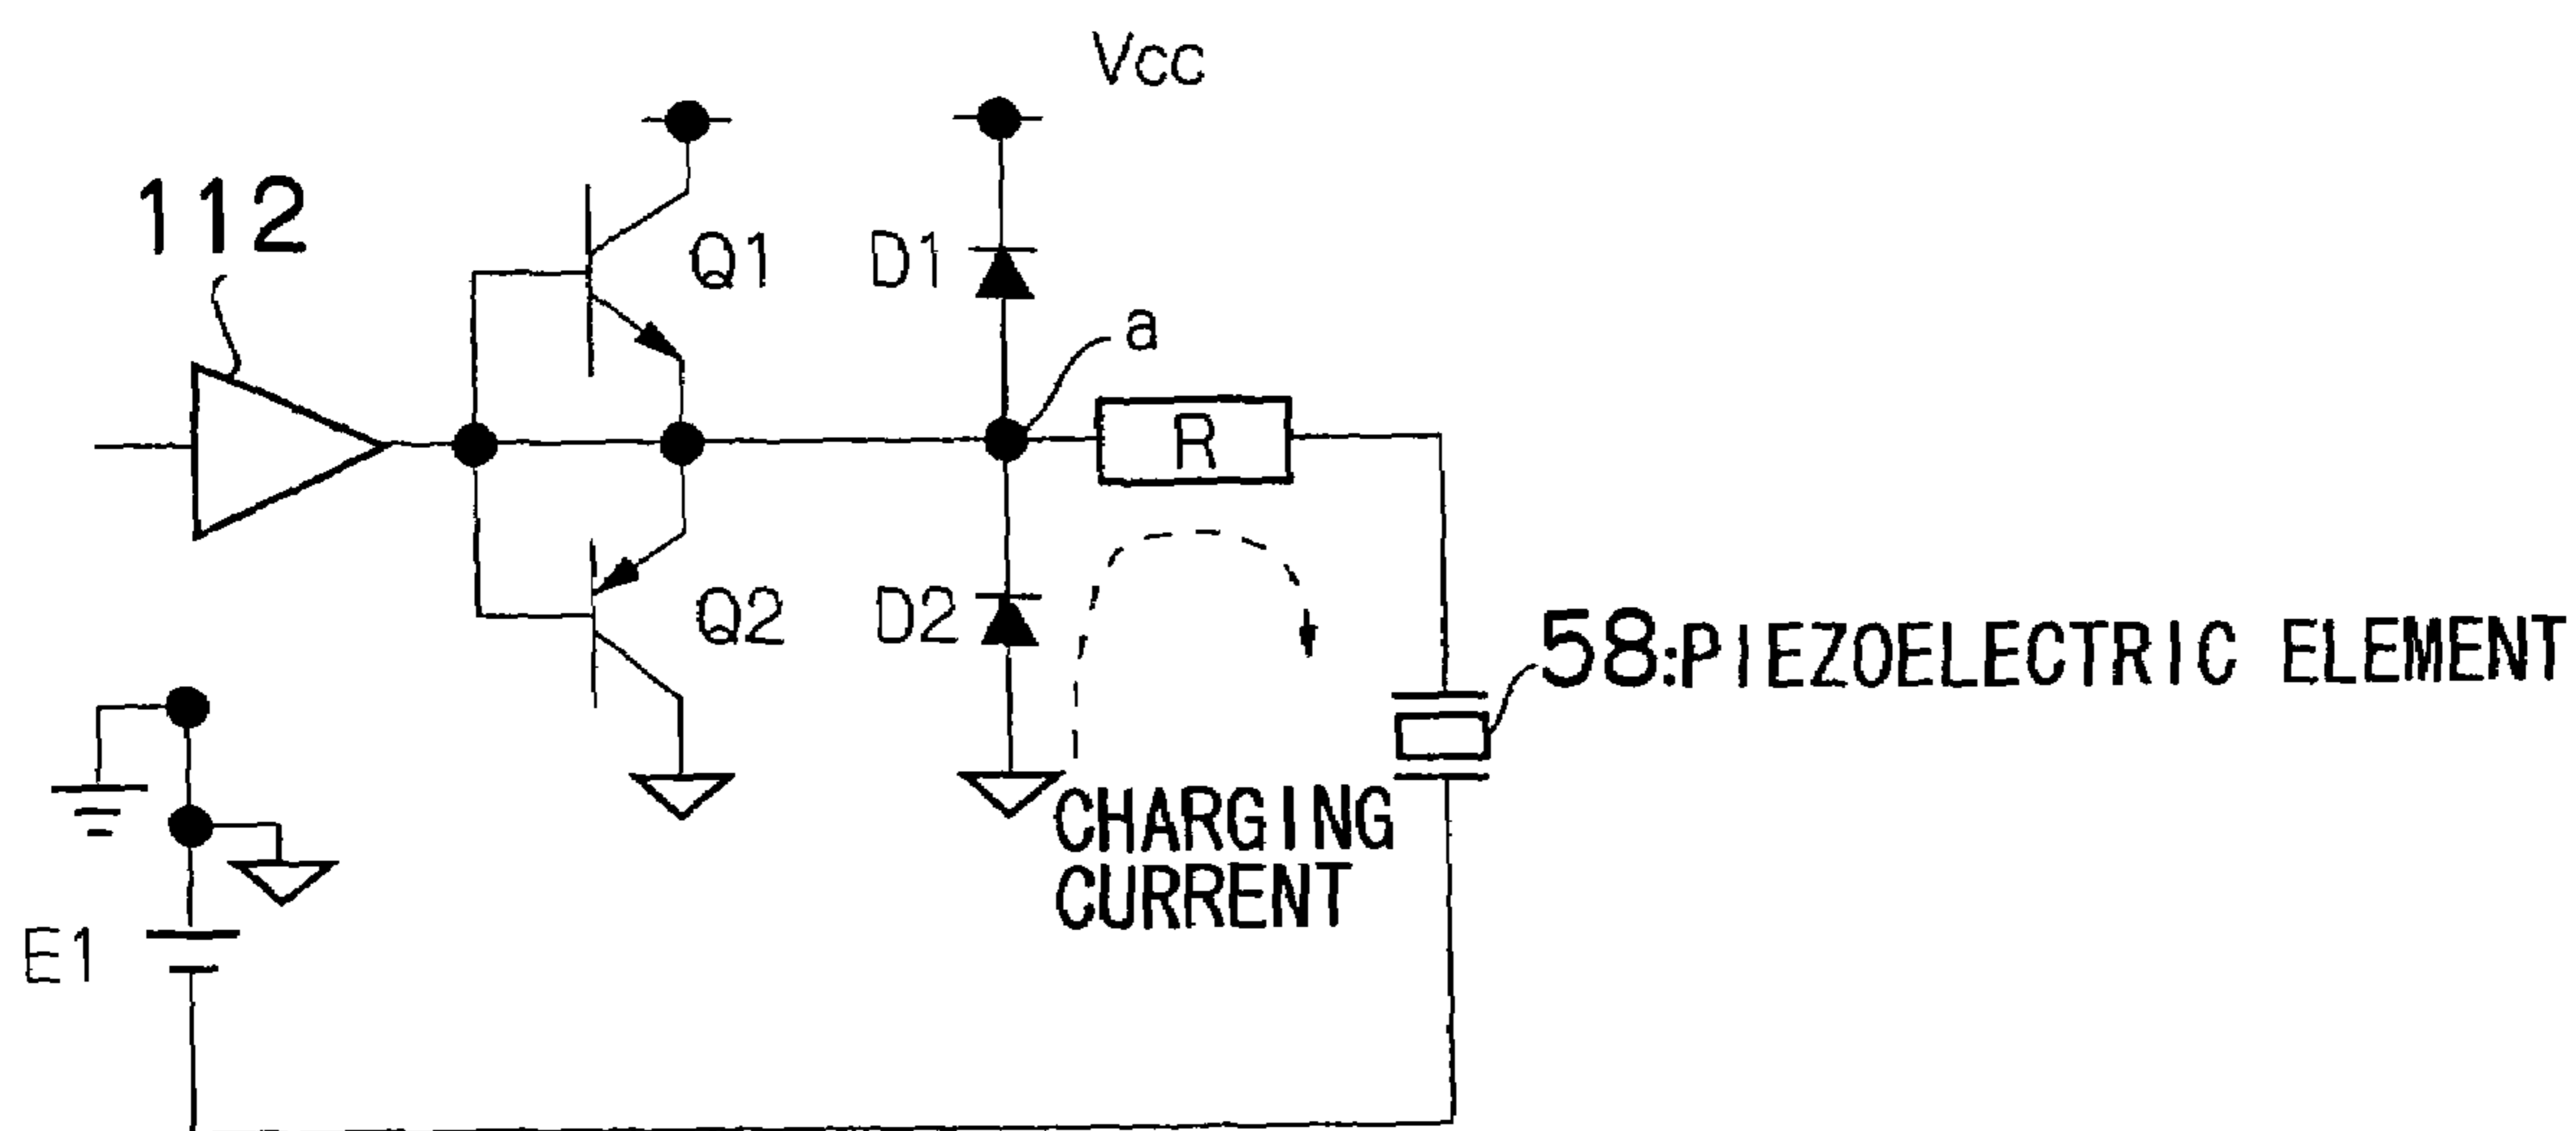 Vcc
112
Q1
D1
a
R
Q2
D2
58:PIEZOELECTRIC ELEMENT
CHARGING
CURRENT
E1